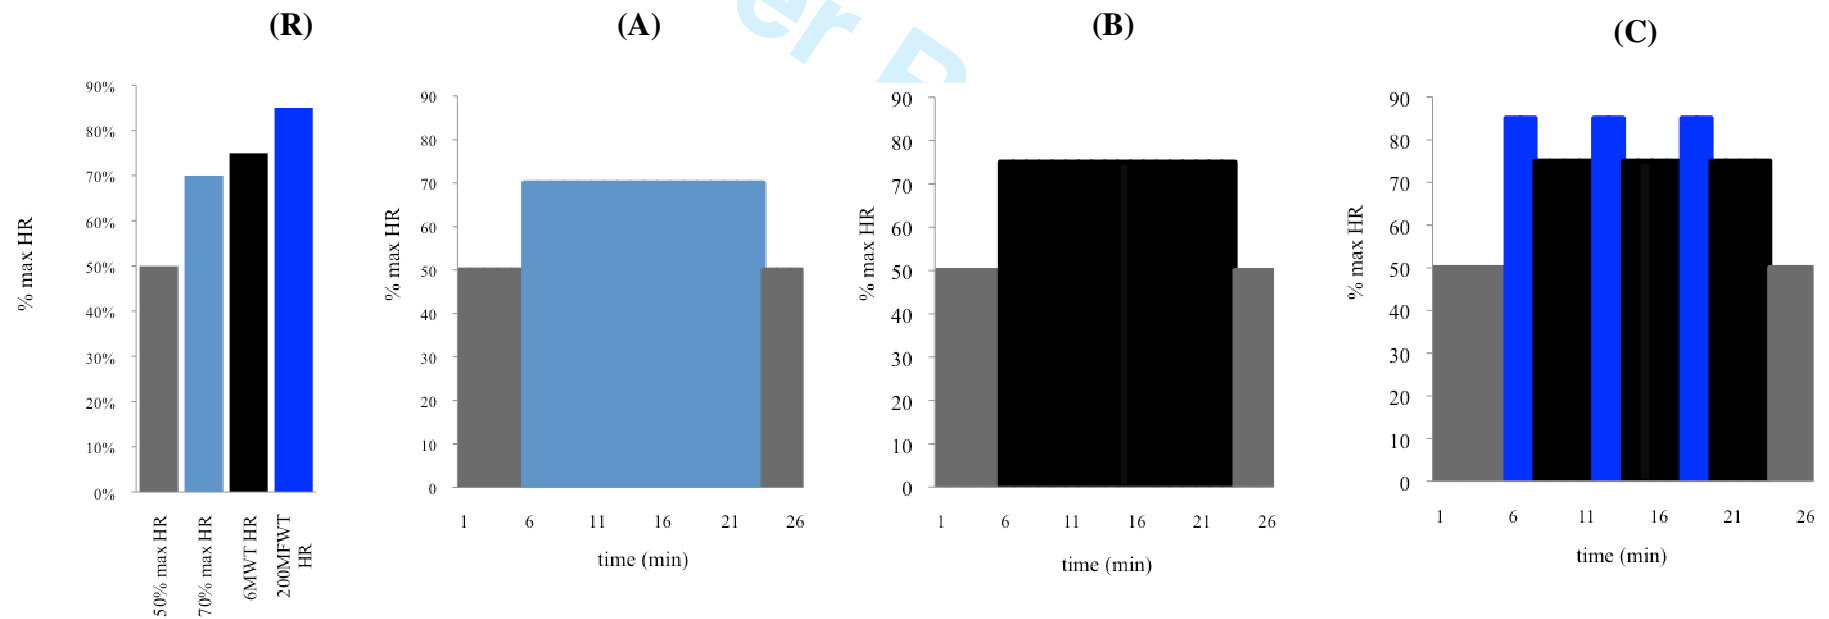 (R)
(A)
(B)
(C)
er
% max HR
90%
80%
70%
60%
50%
40%
30%
20%
10%
0%
50% max HR
70% max HR
6MWT HR
200MFWT
HR
% max HR
90
80
70
60
50
40
30
20
10
0
1 6 11 16 21 26
time (min)
% max HR
90
80
70
60
50
40
30
20
10
0
1 6 11 16 21 26
time (min)
% max HR
90
80
70
60
50
40
30
20
10
0
1 6 11 16 21 26
time (min)